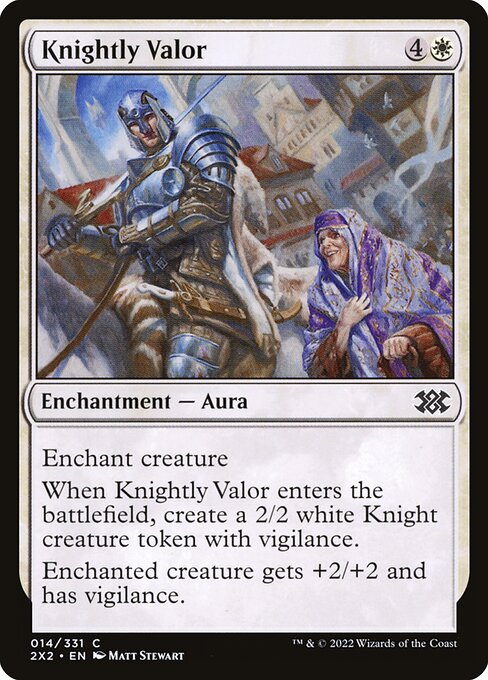 Knightly Valor 4
Enchantment — Aura
Enchant creature
When Knightly Valor enters the
battlefield, create a 2/2 white Knight
creature token with vigilance.
Enchanted creature gets +2/+2 and
has vigilance.
014/331 C
2X2 • EN Matt Stewart
™ & © 2022 Wizards of the Coast